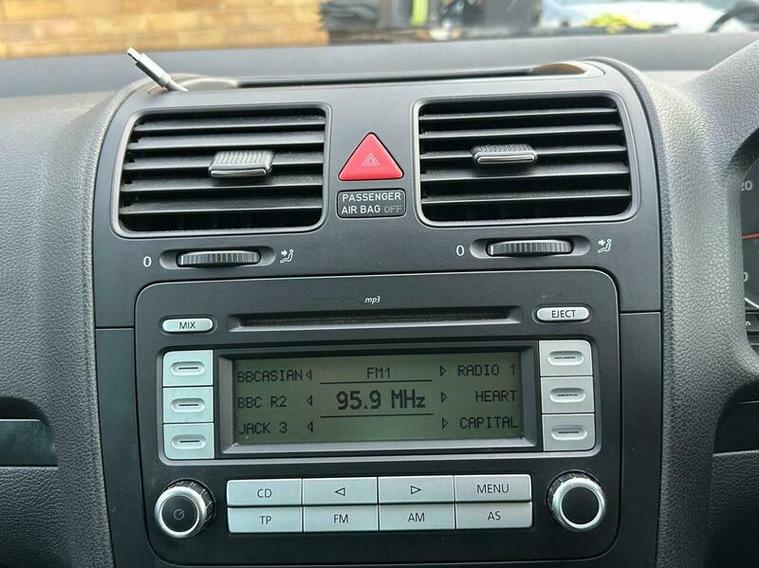 PASSENGER
AIR BAG OFF
0
0
20
mp3
MIX
EJECT
BBCASIAN FM1 RADIO 1
BBC R2 95.9 MHz HEART
JACK 3 CAPITAL
CD MENU
TP FM AM AS